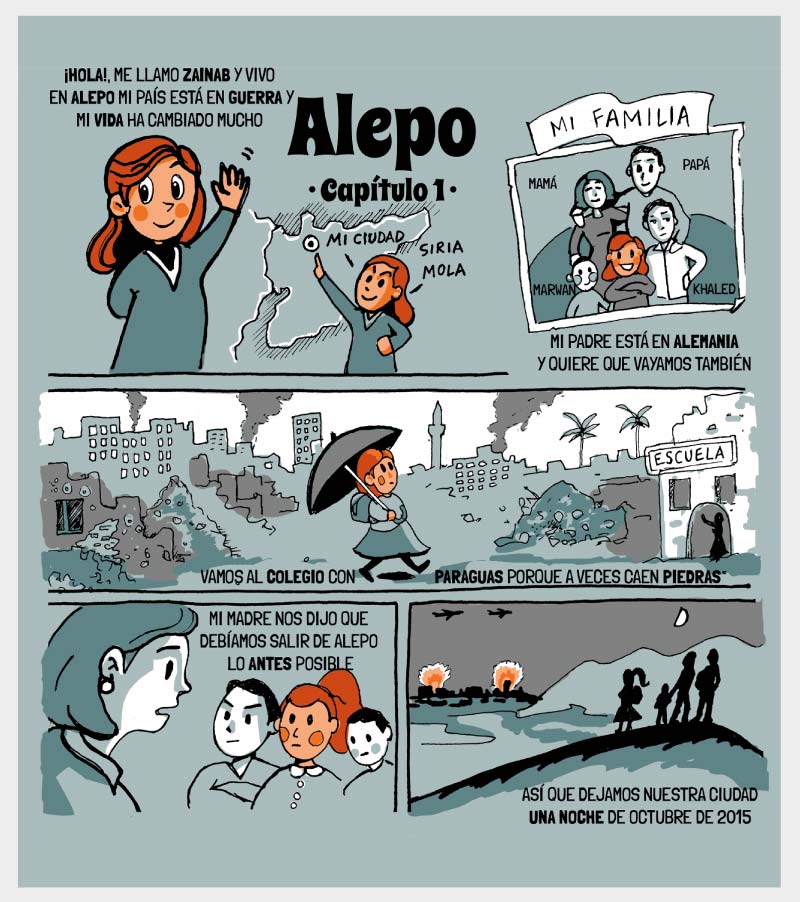 ¡HOLA!, ME LLAMO ZAINAB Y VIVO
EN ALEPO MI PAÍS ESTÁ EN GUERRA Y
MI VIDA HA CAMBIADO MUCHO
Alepo
·Capítulo 1·
MI CIUDAD
SIRIA
MOLA
MI FAMILIA
MAMÁ
PAPÁ
MARWAN
KHALED
MI PADRE ESTÁ EN ALEMANIA
Y QUIERE QUE VAYAMOS TAMBIÉN
ESCUELA
VAMOS AL COLEGIO CON PARAGUAS PORQUE A VECES CAEN PIEDRAS
MI MADRE NOS DIJO QUE
DEBÍAMOS SALIR DE ALEPO
LO ANTES POSIBLE
ASÍ QUE DEJAMOS NUESTRA CIUDAD
UNA NOCHE DE OCTUBRE DE 2015